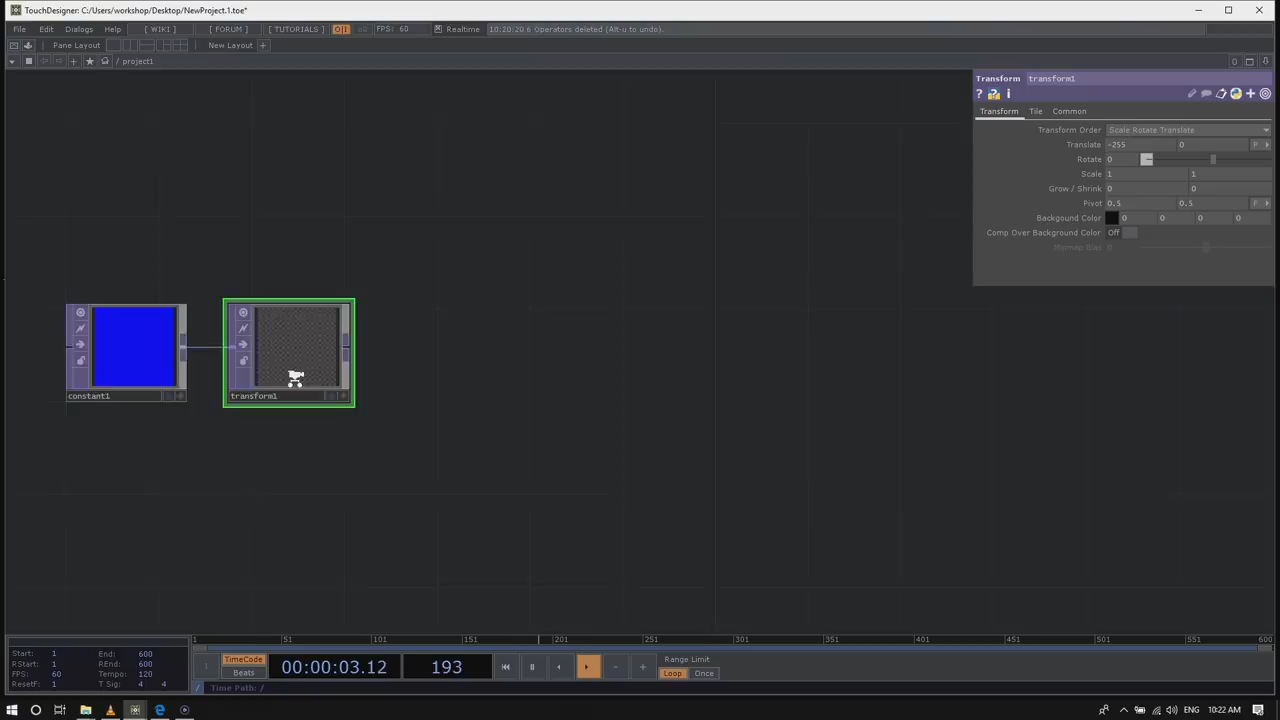 TouchDesigner: C:/Users/workshop/Desktop/NewProject.1.toe*
File Edit Dialogs Help [ WIKI ] [ FORUM ] [ TUTORIALS ] O|I FPS: 60 Realtime 10:20:20 6 Operators deleted (Alt-u to undo).
Pane Layout New Layout +
/ project1 0
Transform transform1
? i
Transform Tile Common
Transform Order Scale Rotate Translate
Translate -255 0 P
Rotate 0
Scale 1 1
Grow / Shrink 0 0
Pivot 0.5 0.5 P
Background Color 0 0 0 0
Comp Over Background Color Off
Mipmap Bias 0
constant1
transform1
1 51 101 151 201 251 301 351 401 451 501 551 600
Start: 1 End: 600
RStart: 1 REnd: 600
FPS: 60 Tempo: 120
ResetF: 1 T Sig: 4 4
TimeCode
Beats
00:00:03.12 193
Range Limit
Loop Once
/ Time Path: /
10:22 AM